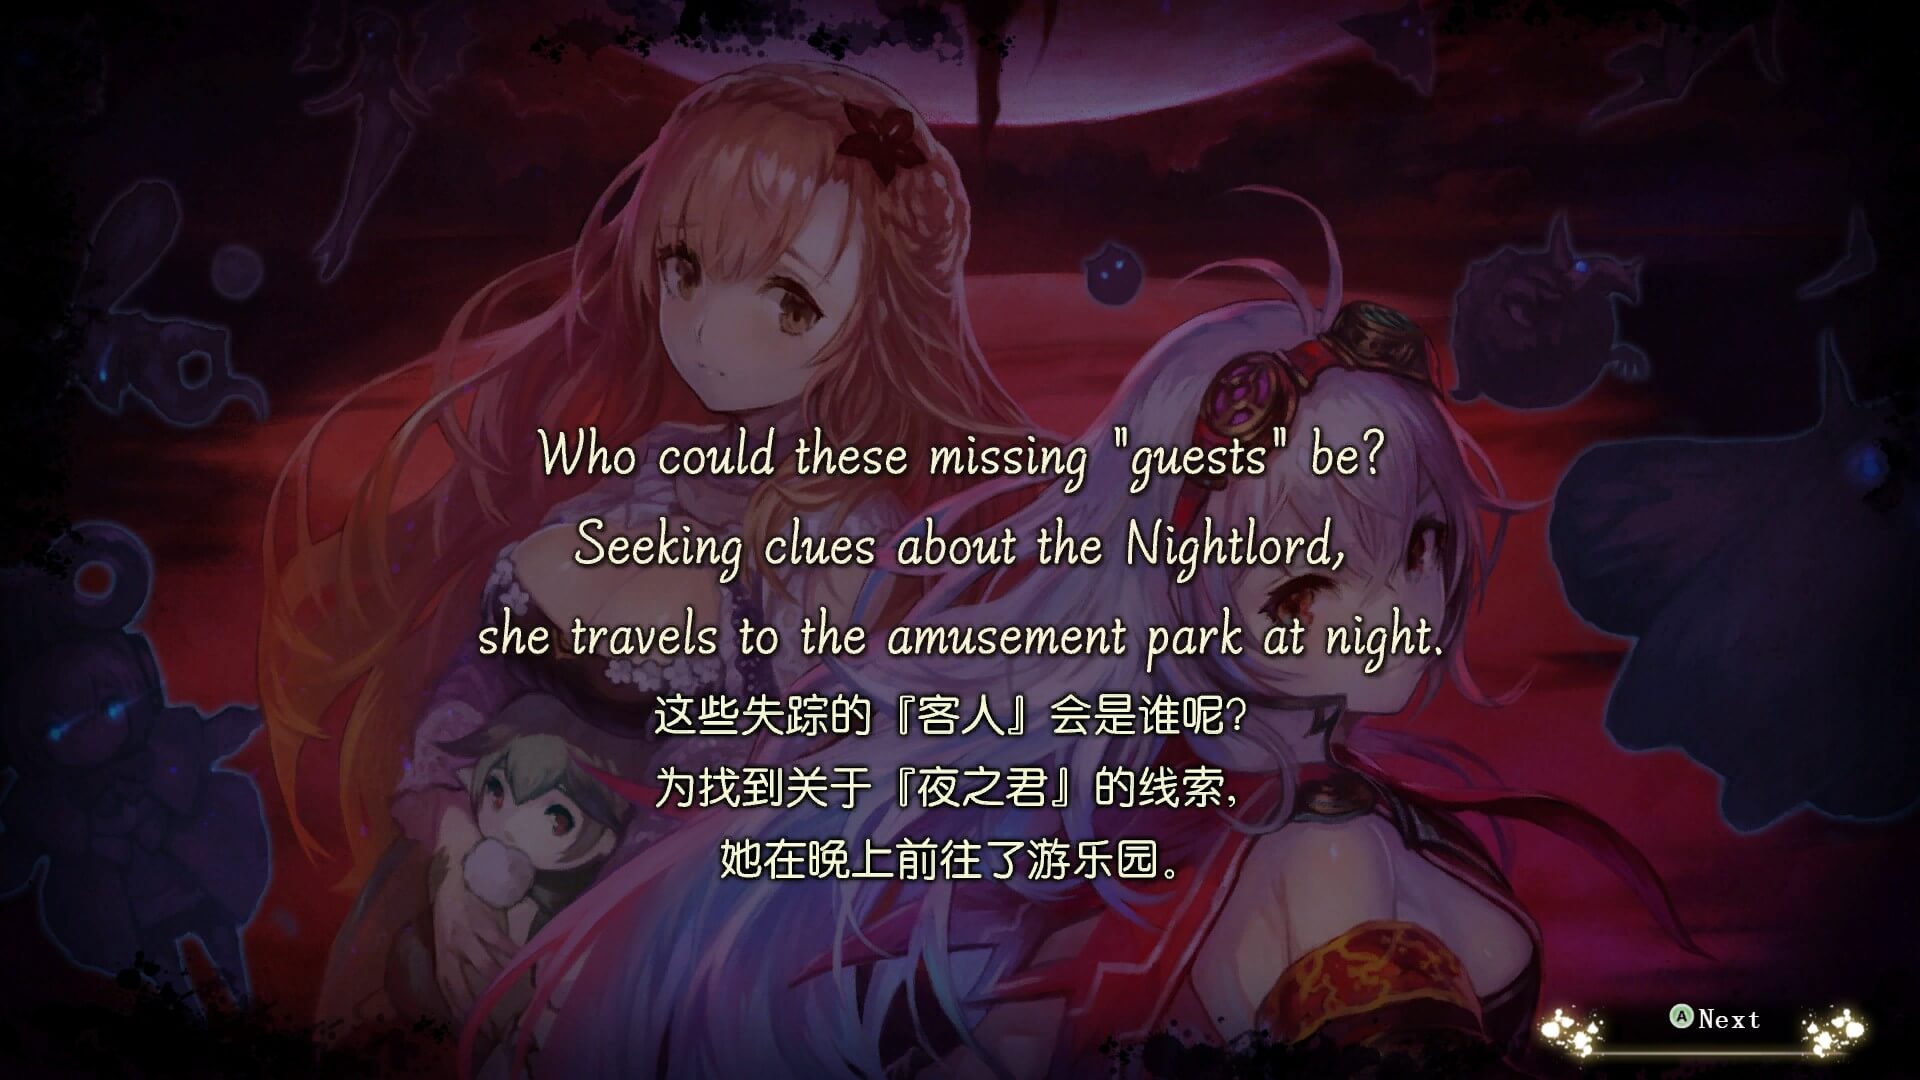 Who could these missing "guests" be?
Seeking clues about the Nightlord,
she travels to the amusement park at night.
这些失踪的『客人』会是谁呢？
为找到关于『夜之君』的线索，
她在晚上前往了游乐园。
A Next